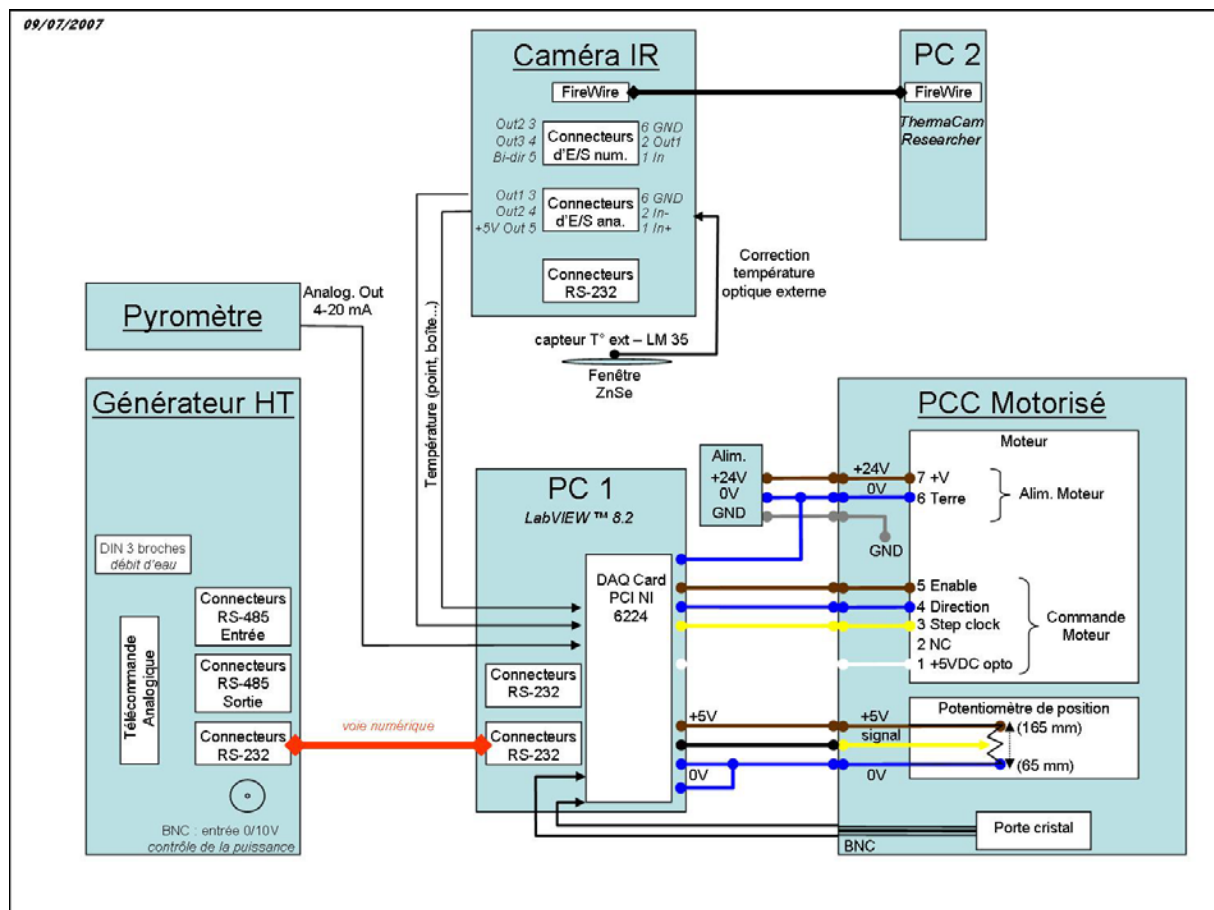 09/07/2007
Caméra IR
FireWire
Out2 3
Out3 4
Bi-dir 5
Connecteurs
d'E/S num.
6 GND
2 Out1
1 In
Out1 3
Out2 4
+5V Out 5
Connecteurs
d'E/S ana.
6 GND
2 In-
1 In+
Connecteurs
RS-232
PC 2
FireWire
ThermaCam
Researcher
Correction
température
optique externe
capteur T° ext – LM 35
Fenêtre
ZnSe
Pyromètre
Analog. Out
4-20 mA
Température (point, boîte...)
Générateur HT
DIN 3 broches
débit d'eau
Télécommande
Analogique
Connecteurs
RS-485
Entrée
Connecteurs
RS-485
Sortie
Connecteurs
RS-232
BNC : entrée 0/10V
contrôle de la puissance
voie numérique
PC 1
LabVIEW ™ 8.2
DAQ Card
PCI NI
6224
Connecteurs
RS-232
Connecteurs
RS-232
+5V
0V
Alim.
+24V
0V
GND
PCC Motorisé
Moteur
+24V
0V
GND
7 +V
6 Terre
Alim. Moteur
5 Enable
4 Direction
3 Step clock
2 NC
1 +5VDC opto
Commande
Moteur
Potentiomètre de position
+5V
signal
0V
(165 mm)
(65 mm)
Porte cristal
BNC